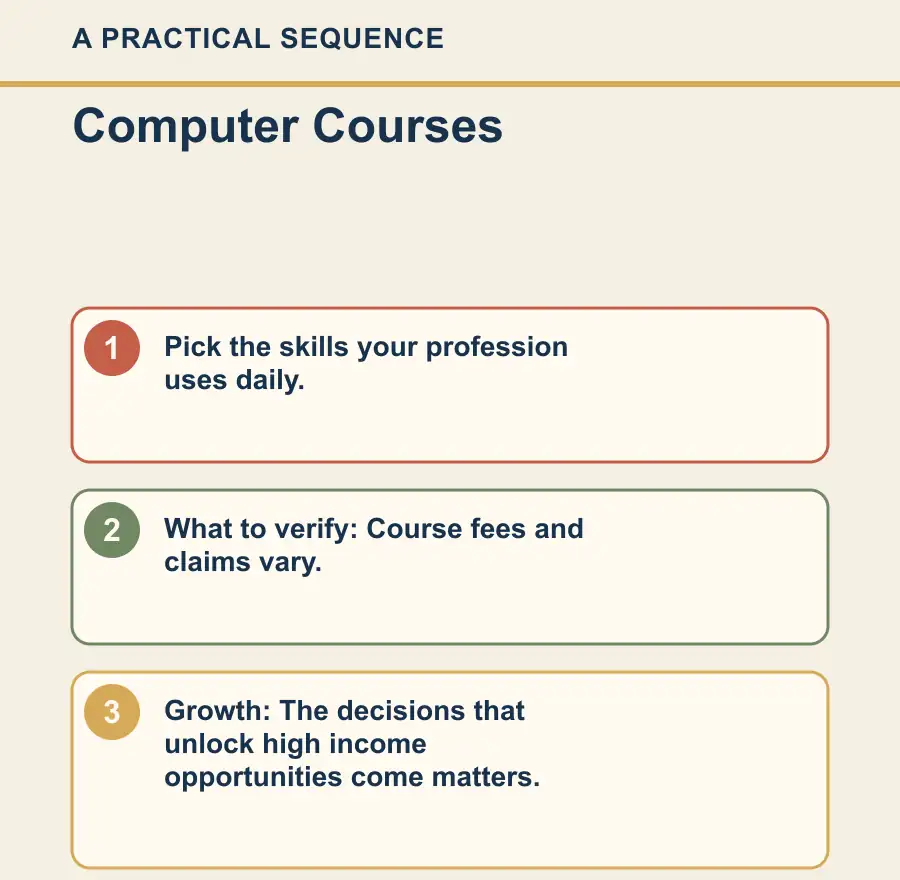 A PRACTICAL SEQUENCE
Computer Courses
1
Pick the skills your profession
uses daily.
2
What to verify: Course fees and
claims vary.
3
Growth: The decisions that
unlock high income
opportunities come matters.